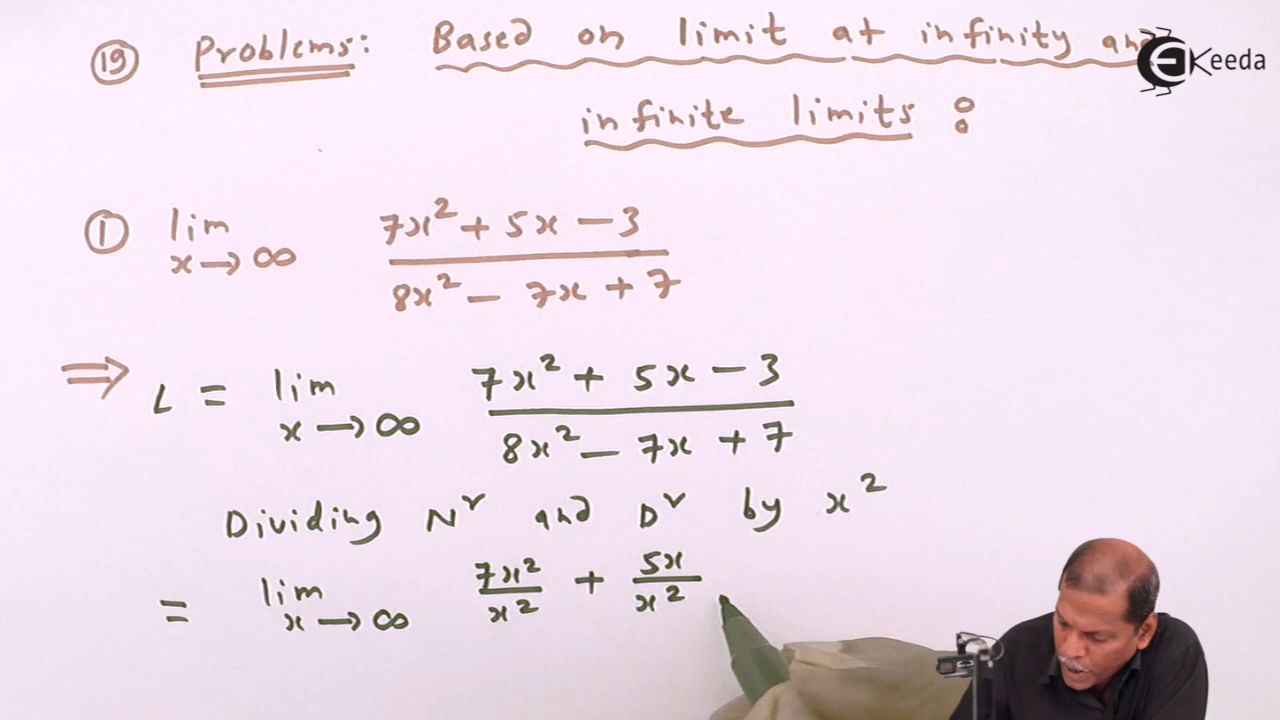 19 Problems: Based on limit at infinity and
Keeda
infinite limits :
① lim x→∞ (7x² + 5x − 3) / (8x² − 7x + 7)
⇒ L = lim x→∞ (7x² + 5x − 3) / (8x² − 7x + 7)
Dividing Nʳ and Dʳ by x²
= lim x→∞ 7x²/x² + 5x/x²